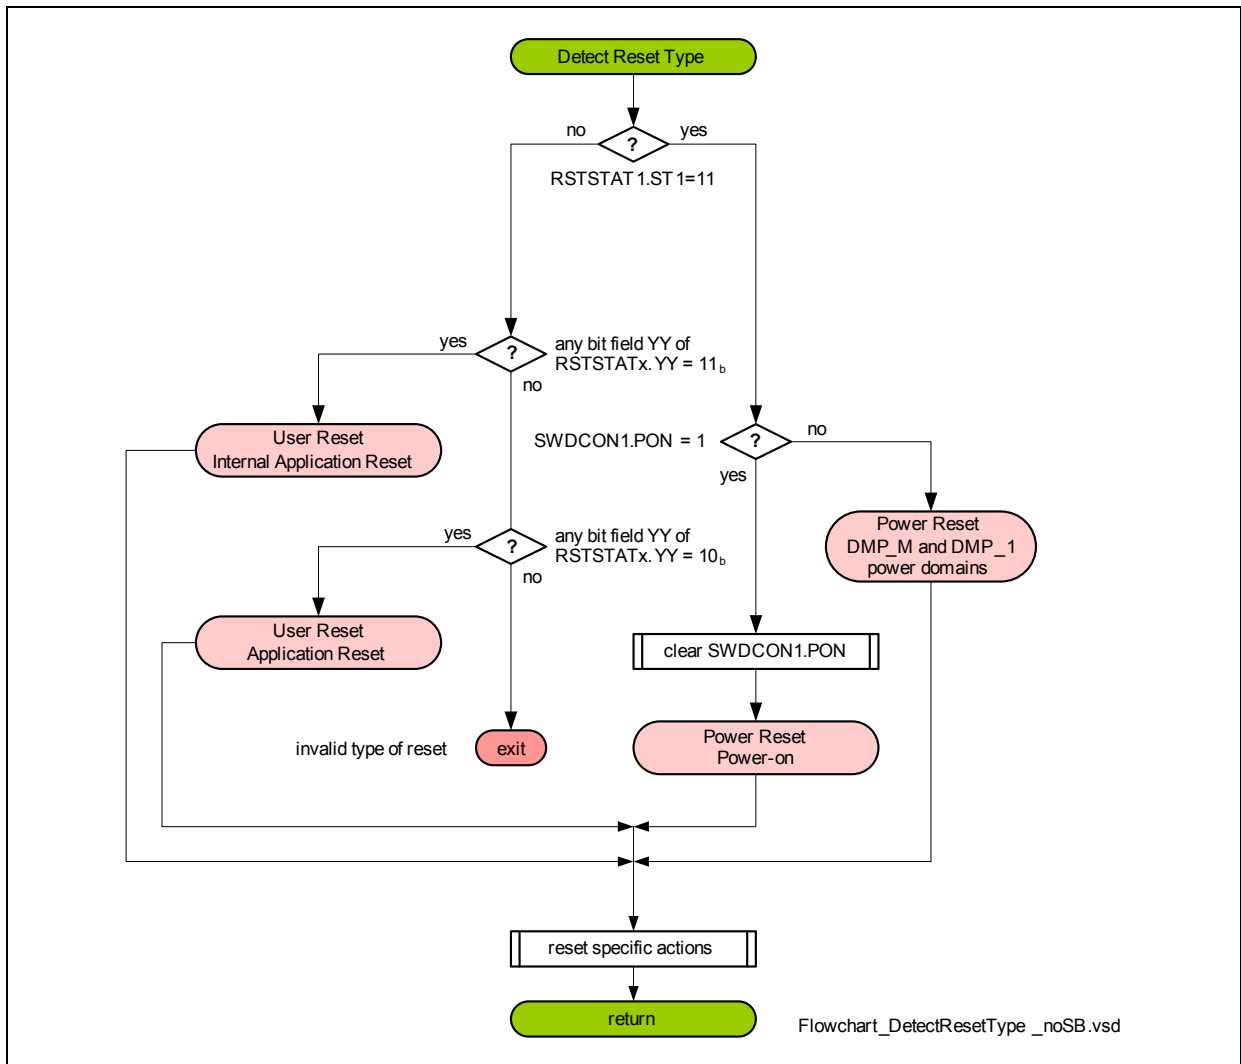 Detect Reset Type
no
yes
?
RSTSTAT1.ST1=11
yes
?
any bit field YY of
RSTSTATx.YY = 11b
no
User Reset
Internal Application Reset
SWDCON1.PON = 1
?
no
yes
Power Reset
DMP_M and DMP_1
power domains
yes
?
any bit field YY of
RSTSTATx.YY = 10b
no
User Reset
Application Reset
clear SWDCON1.PON
invalid type of reset
exit
Power Reset
Power-on
reset specific actions
return
Flowchart_DetectResetType _noSB.vsd